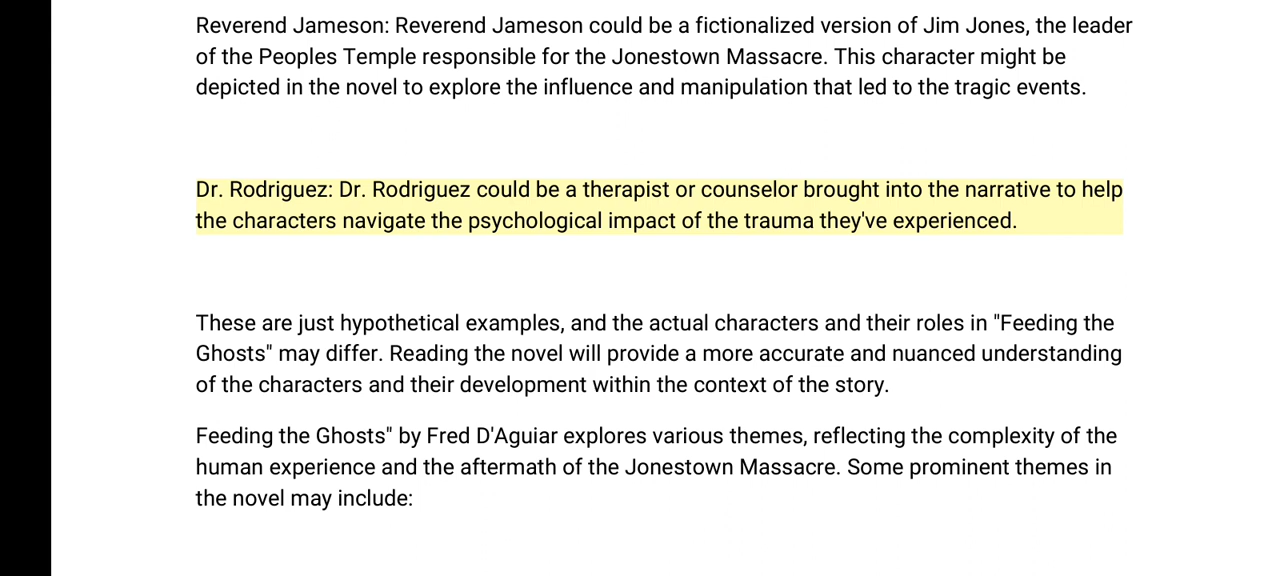 Reverend Jameson: Reverend Jameson could be a fictionalized version of Jim Jones, the leader
of the Peoples Temple responsible for the Jonestown Massacre. This character might be
depicted in the novel to explore the influence and manipulation that led to the tragic events.
Dr. Rodriguez: Dr. Rodriguez could be a therapist or counselor brought into the narrative to help
the characters navigate the psychological impact of the trauma they've experienced.
These are just hypothetical examples, and the actual characters and their roles in "Feeding the
Ghosts" may differ. Reading the novel will provide a more accurate and nuanced understanding
of the characters and their development within the context of the story.
Feeding the Ghosts" by Fred D'Aguiar explores various themes, reflecting the complexity of the
human experience and the aftermath of the Jonestown Massacre. Some prominent themes in
the novel may include: